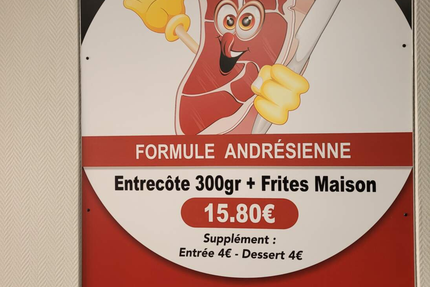 FORMULE ANDRÉSIENNE
Entrecôte 300gr + Frites Maison
15.80€
Supplément :
Entrée 4€ - Dessert 4€